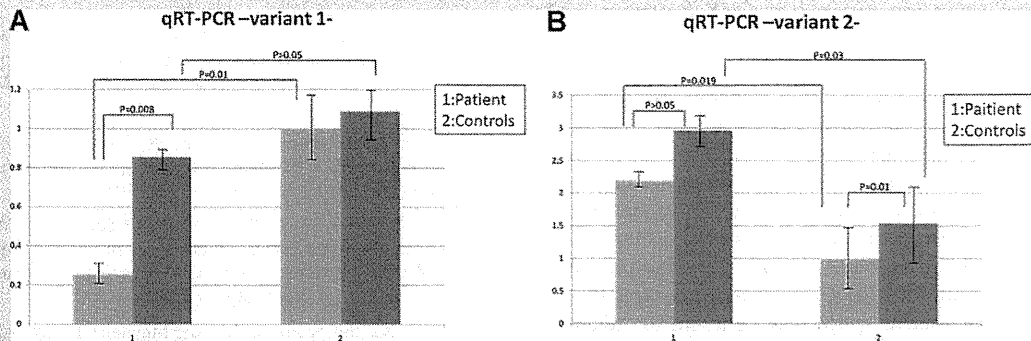 A
qRT-PCR –variant 1-
P>0.05
P=0.01
P=0.008
1.2
1
0.8
0.6
0.4
0.2
0
1
2
1:Patient
2:Controls
B
qRT-PCR –variant 2-
P=0.03
P=0.019
P>0.05
P=0.01
3.5
3
2.5
2
1.5
1
0.5
0
1
2
1:Paitient
2:Controls